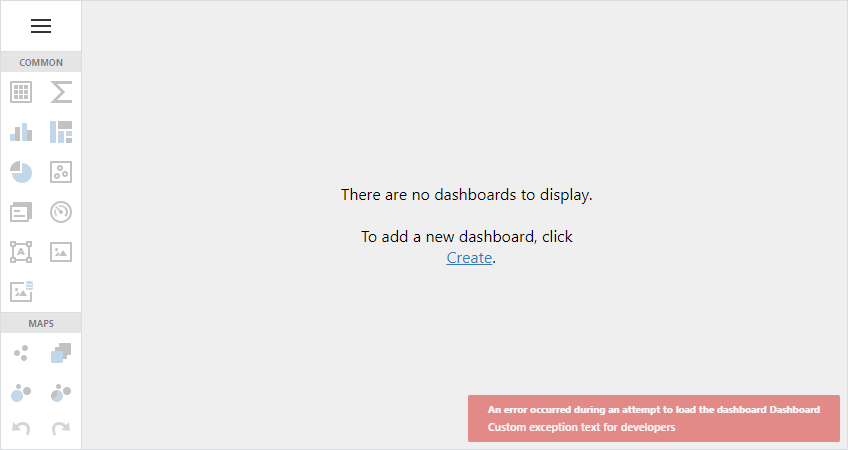 COMMON
MAPS
There are no dashboards to display.
To add a new dashboard, click
Create.
An error occurred during an attempt to load the dashboard Dashboard
Custom exception text for developers